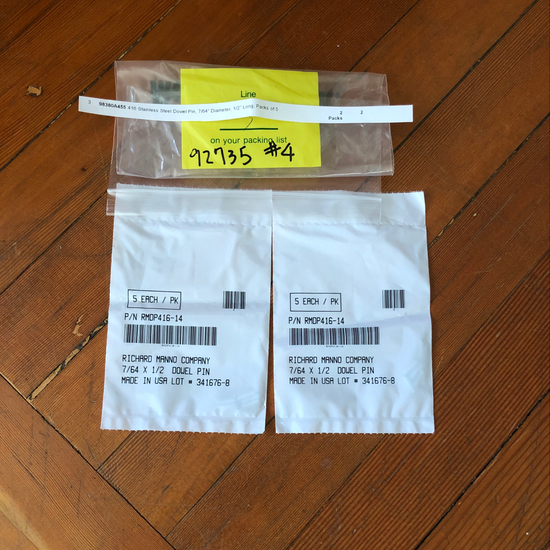 Line
3 98380A455 416 Stainless Steel Dowel Pin, 7/64" Diameter, 1/2" Long, Packs of 5 2 Packs 2
on your packing list
92735 #4
5 EACH / PK
P/N RMDP416-14
RICHARD MANNO COMPANY
7/64 X 1/2 DOWEL PIN
MADE IN USA LOT # 341676-8
5 EACH / PK
P/N RMDP416-14
RICHARD MANNO COMPANY
7/64 X 1/2 DOWEL PIN
MADE IN USA LOT # 341676-8